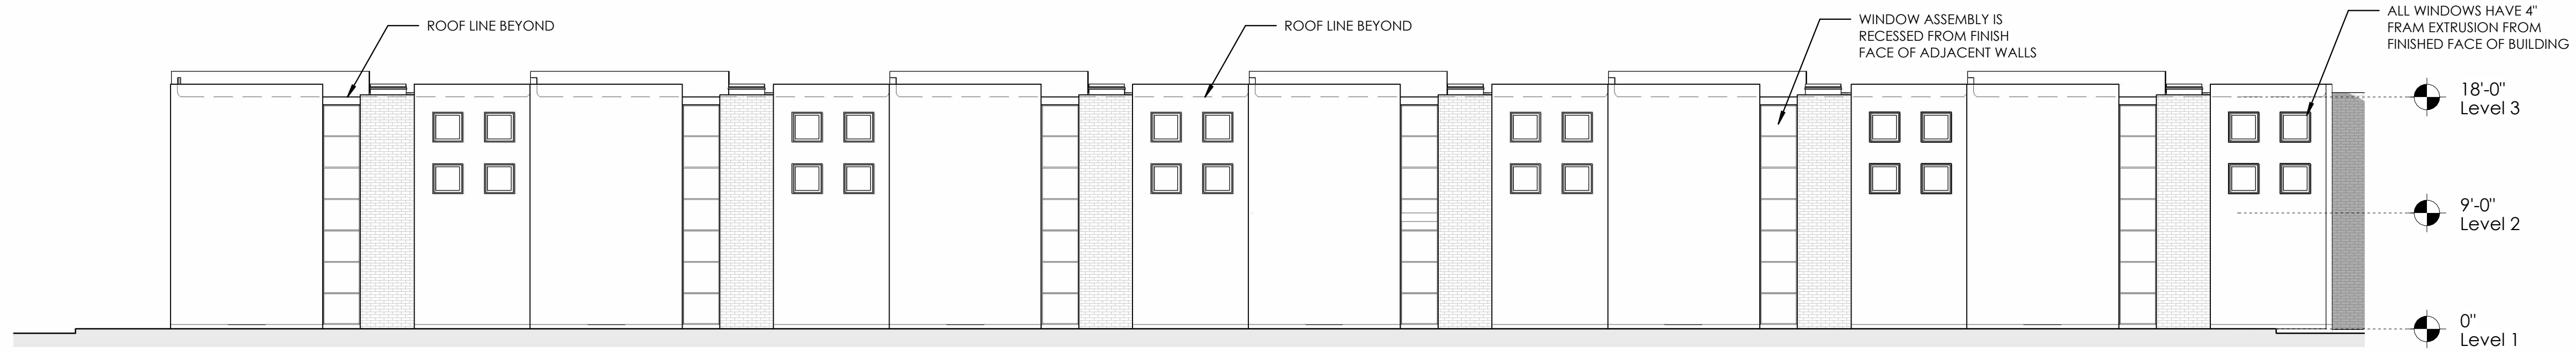 ROOF LINE BEYOND
ROOF LINE BEYOND
WINDOW ASSEMBLY IS
RECESSED FROM FINISH
FACE OF ADJACENT WALLS
ALL WINDOWS HAVE 4"
FRAM EXTRUSION FROM
FINISHED FACE OF BUILDING
18'-0"
Level 3
9'-0"
Level 2
0"
Level 1